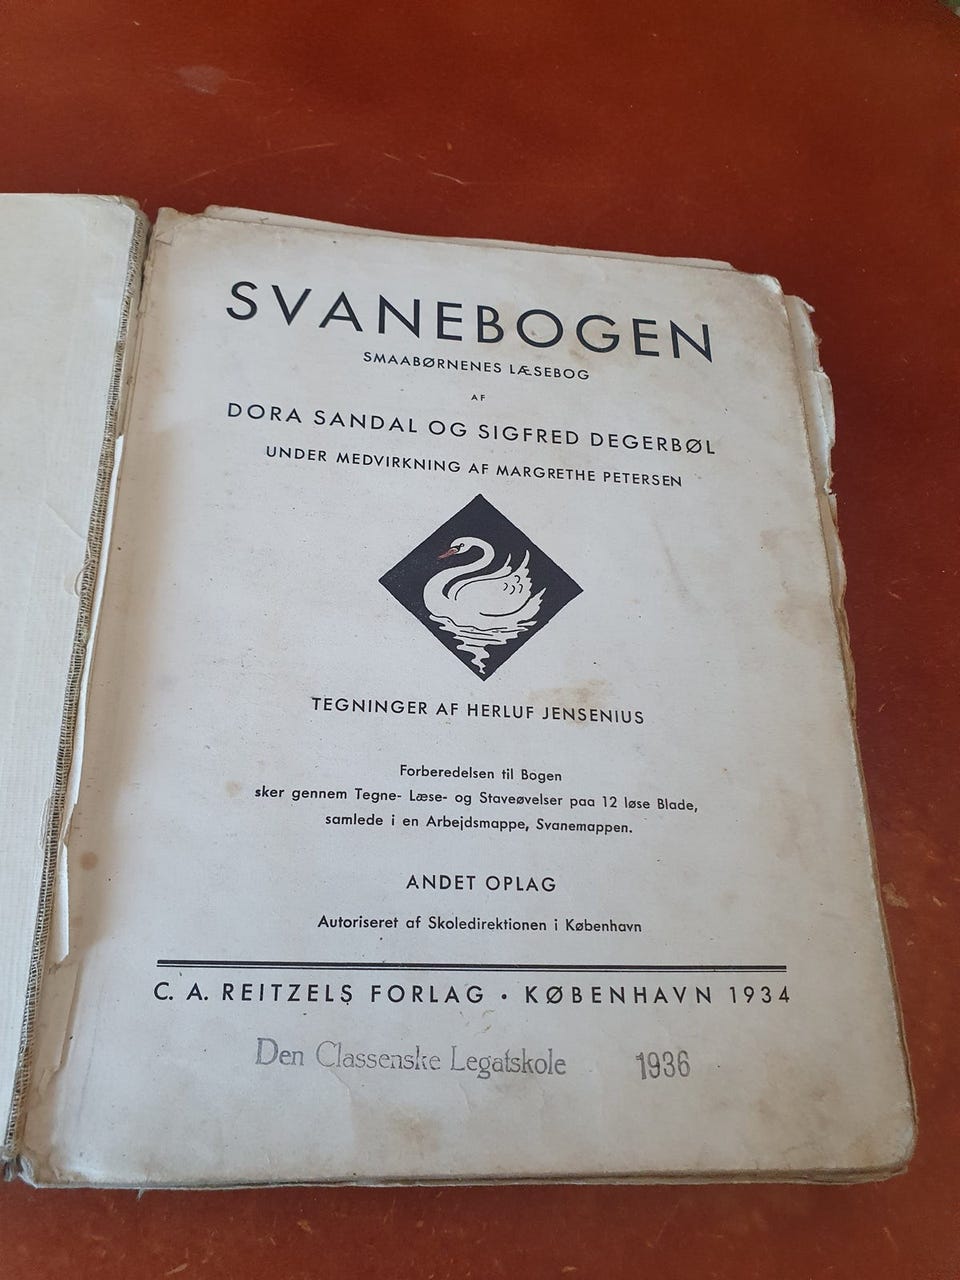 SVANEBOGEN
SMAABØRNENES LÆSEBOG
AF
DORA SANDAL OG SIGFRED DEGERBØL
UNDER MEDVIRKNING AF MARGRETHE PETERSEN
TEGNINGER AF HERLUF JENSENIUS
Forberedelsen til Bogen
sker gennem Tegne- Læse- og Staveøvelser paa 12 løse Blade,
samlede i en Arbejdsmappe, Svanemappen.
ANDET OPLAG
Autoriseret af Skoledirektionen i København
C. A. REITZELS FORLAG • KØBENHAVN 1934
Den Classenske Legatskole 1936